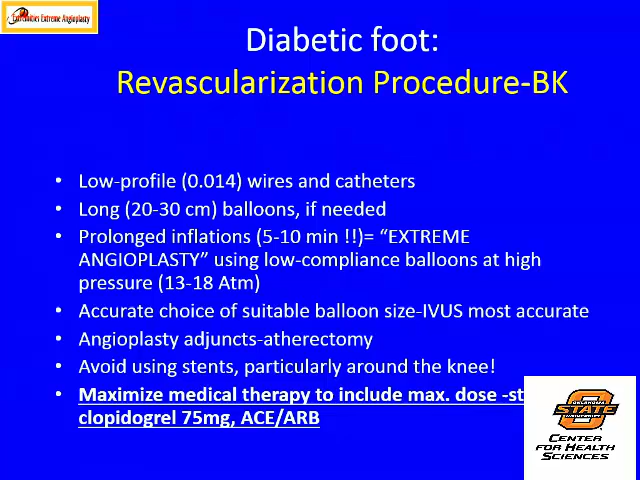 Extremities Extreme Angioplasty
Diabetic foot:
Revascularization Procedure-BK
• Low-profile (0.014) wires and catheters
• Long (20-30 cm) balloons, if needed
• Prolonged inflations (5-10 min !!)= “EXTREME
ANGIOPLASTY” using low-compliance balloons at high
pressure (13-18 Atm)
• Accurate choice of suitable balloon size-IVUS most accurate
• Angioplasty adjuncts-atherectomy
• Avoid using stents, particularly around the knee!
• Maximize medical therapy to include max. dose -st
clopidogrel 75mg, ACE/ARB
OKLAHOMA
STATE
UNIVERSITY
CENTER
FOR HEALTH
SCIENCES